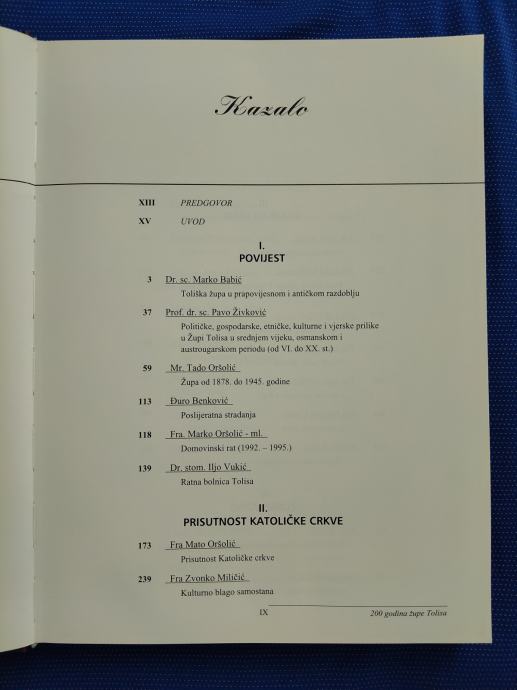 Kazalo
XIII PREDGOVOR
XV UVOD
I.
POVIJEST
3 Dr. sc. Marko Babić
Toliška župa u prapovijesnom i antičkom razdoblju
37 Prof. dr. sc. Pavo Živković
Političke, gospodarske, etničke, kulturne i vjerske prilike
u Župi Tolisa u srednjem vijeku, osmanskom i
austrougarskom periodu (od VI. do XX. st.)
59 Mr. Tado Oršolić
Župa od 1878. do 1945. godine
113 Đuro Benković
Poslijeratna stradanja
118 Fra. Marko Oršolić - ml.
Domovinski rat (1992. – 1995.)
139 Dr. stom. Iljo Vukić
Ratna bolnica Tolisa
II.
PRISUTNOST KATOLIČKE CRKVE
173 Fra Mato Oršolić
Prisutnost Katoličke crkve
239 Fra Zvonko Miličić
Kulturno blago samostana
IX 200 godina župe Tolisa